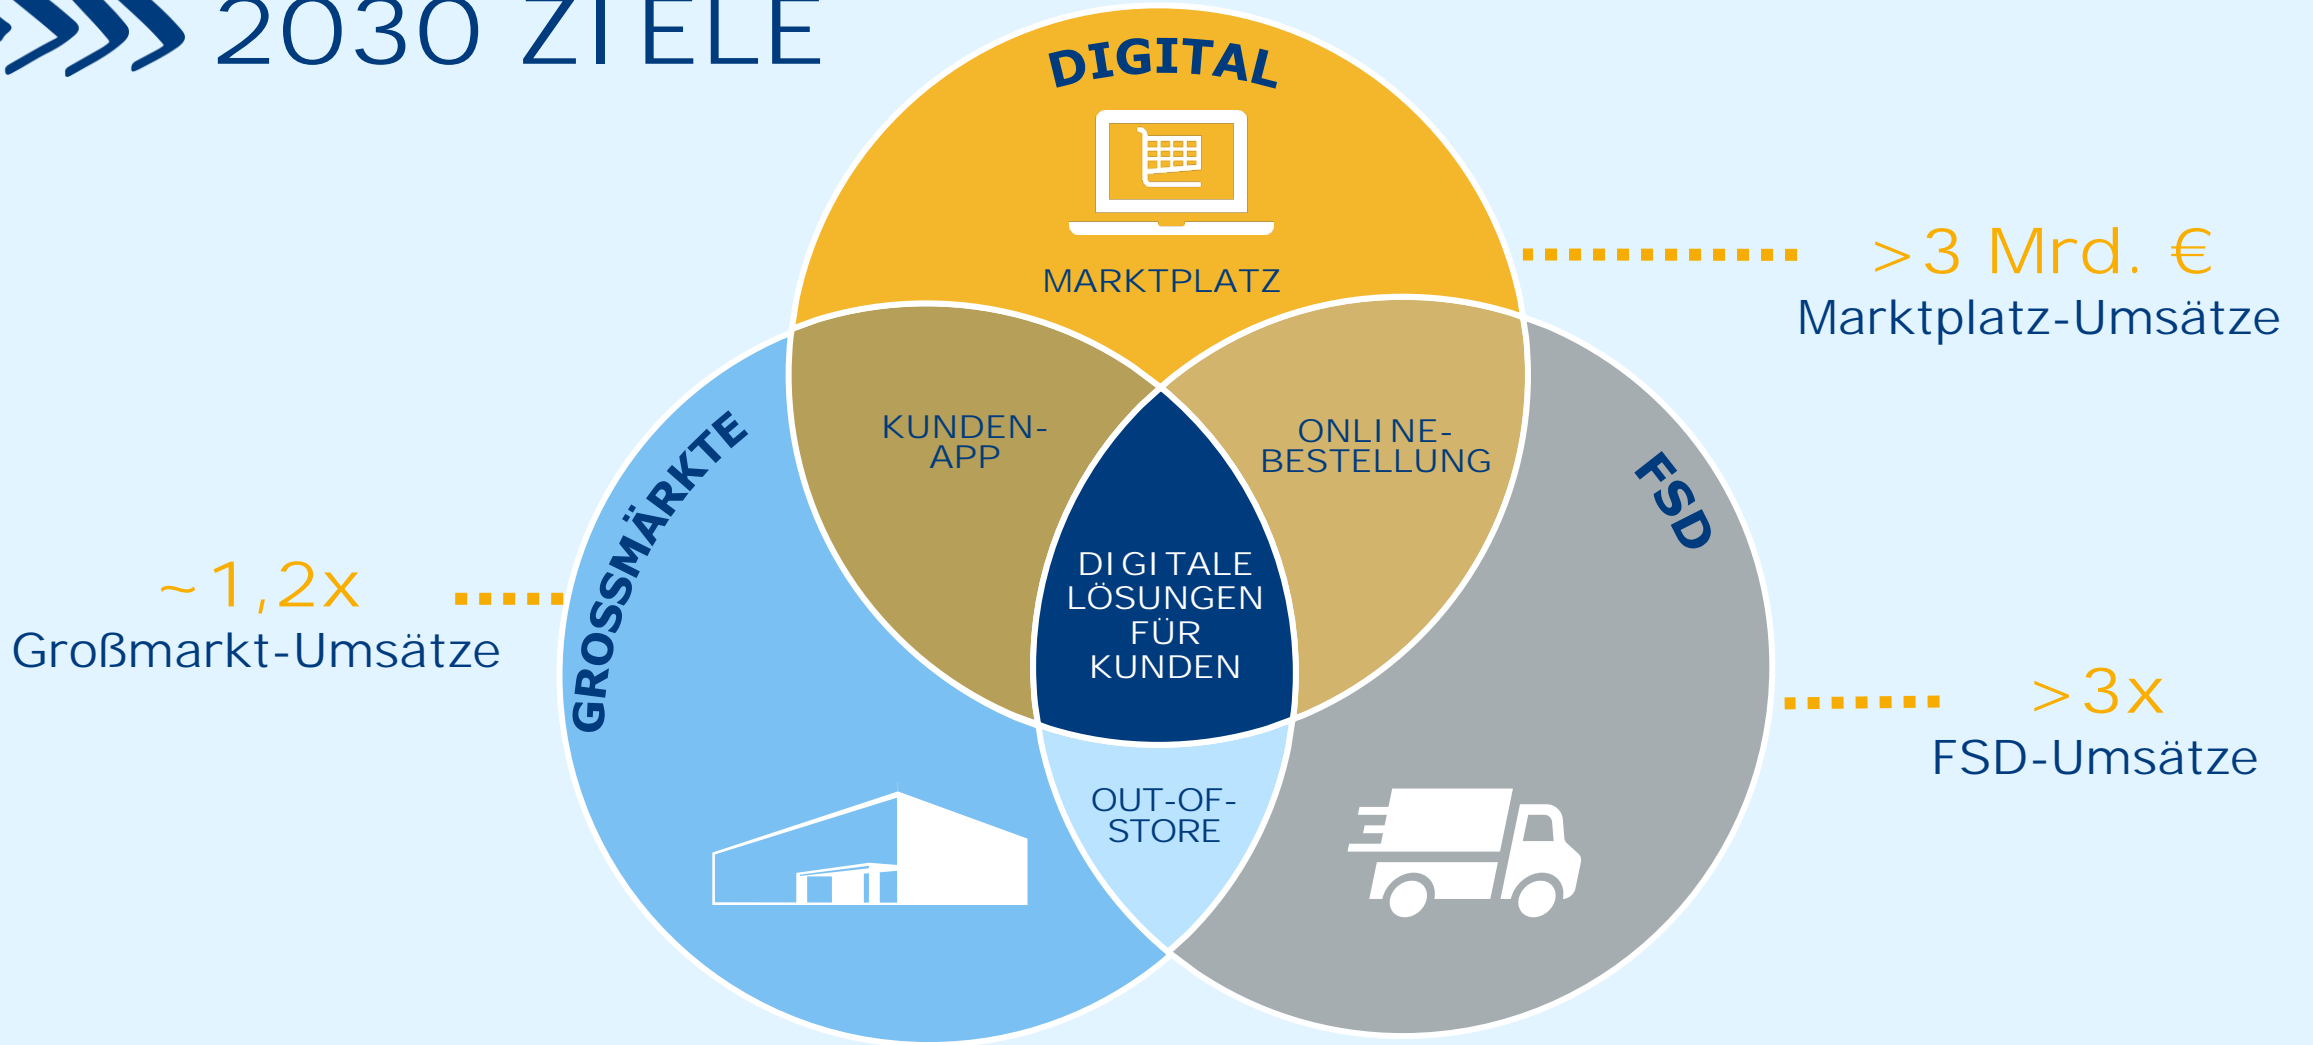 2030 ZIELE
DIGITAL
MARKTPLATZ
>3 Mrd. €
Marktplatz-Umsätze
KUNDEN-
APP
ONLINE-
BESTELLUNG
GROSSMÄRKTE
FSD
~1,2x
Großmarkt-Umsätze
DIGITALE
LÖSUNGEN
FÜR
KUNDEN
>3x
FSD-Umsätze
OUT-OF-
STORE